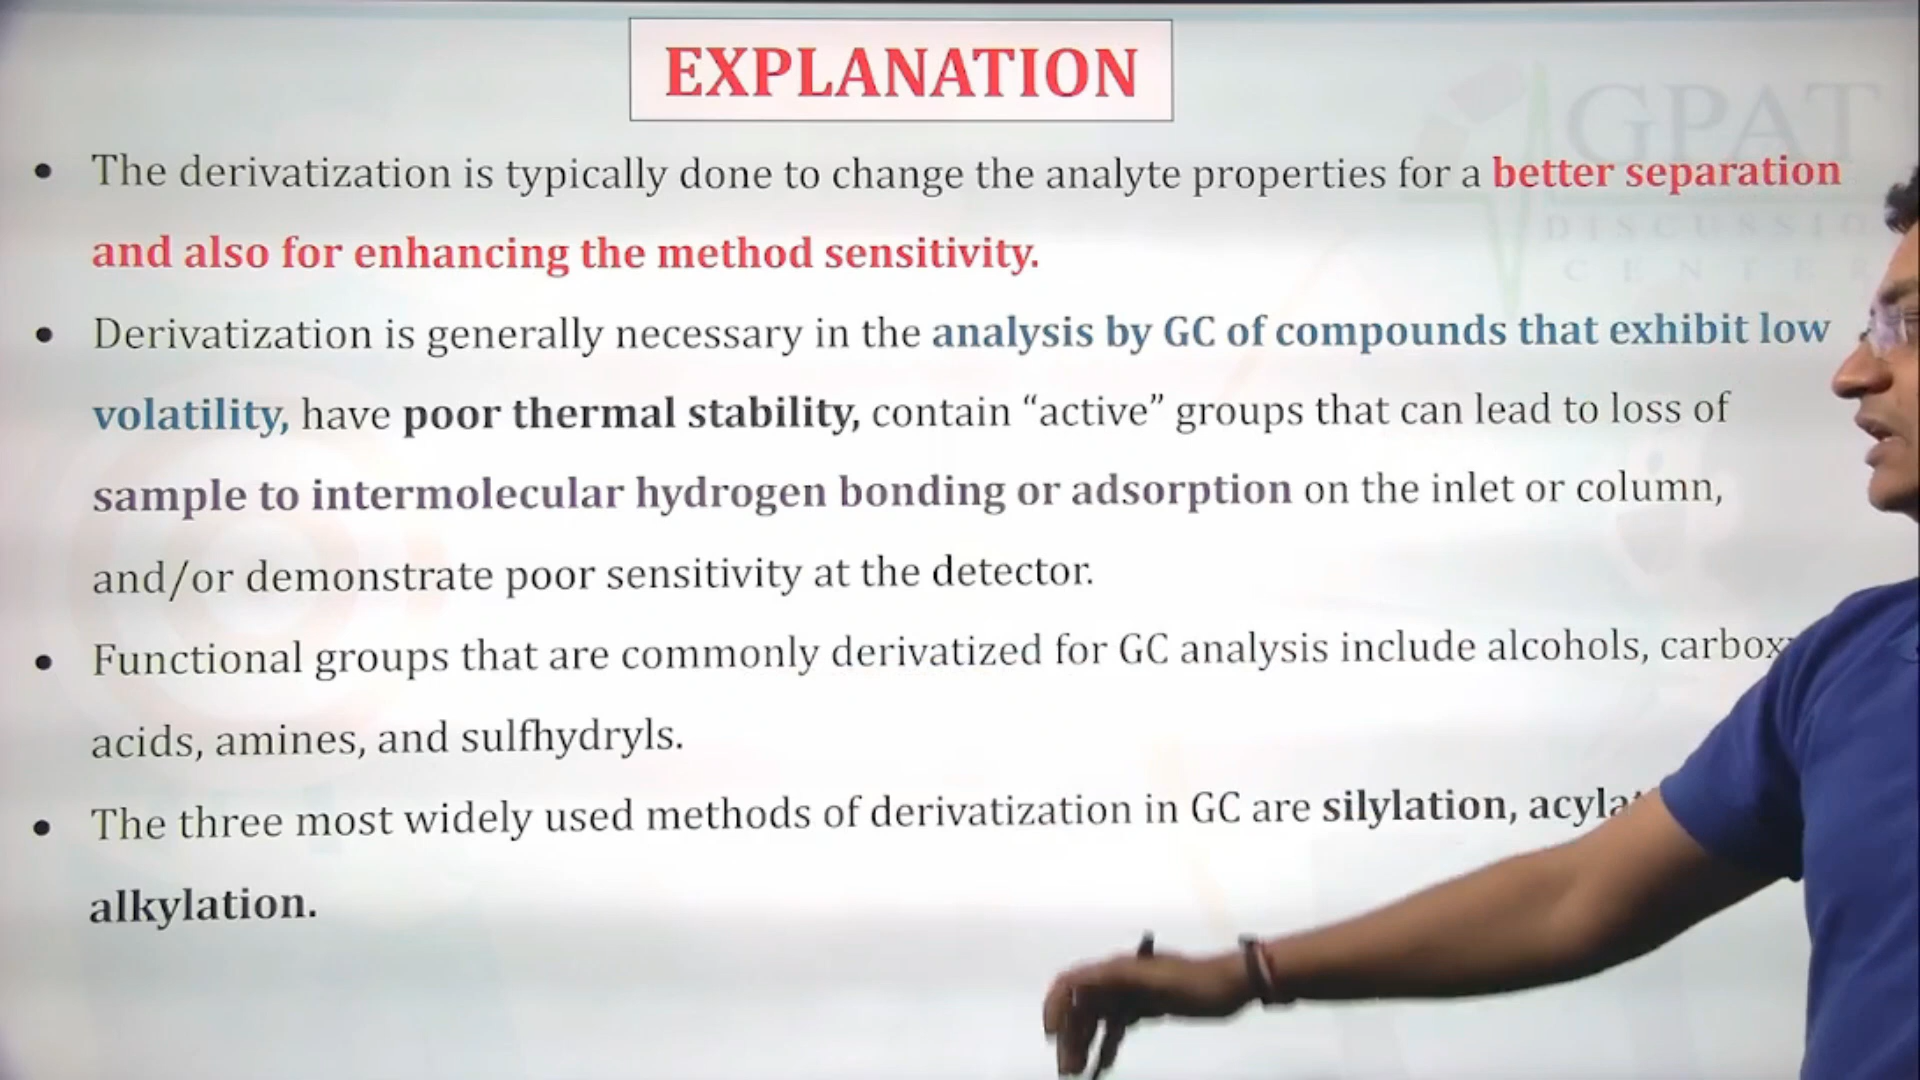 EXPLANATION
GPAT
• The derivatization is typically done to change the analyte properties for a better separation
DISCUSSIO
and also for enhancing the method sensitivity.
CENTER
• Derivatization is generally necessary in the analysis by GC of compounds that exhibit low
volatility, have poor thermal stability, contain “active” groups that can lead to loss of
sample to intermolecular hydrogen bonding or adsorption on the inlet or column,
and/or demonstrate poor sensitivity at the detector.
• Functional groups that are commonly derivatized for GC analysis include alcohols, carbox
acids, amines, and sulfhydryls.
• The three most widely used methods of derivatization in GC are silylation, acyla
alkylation.